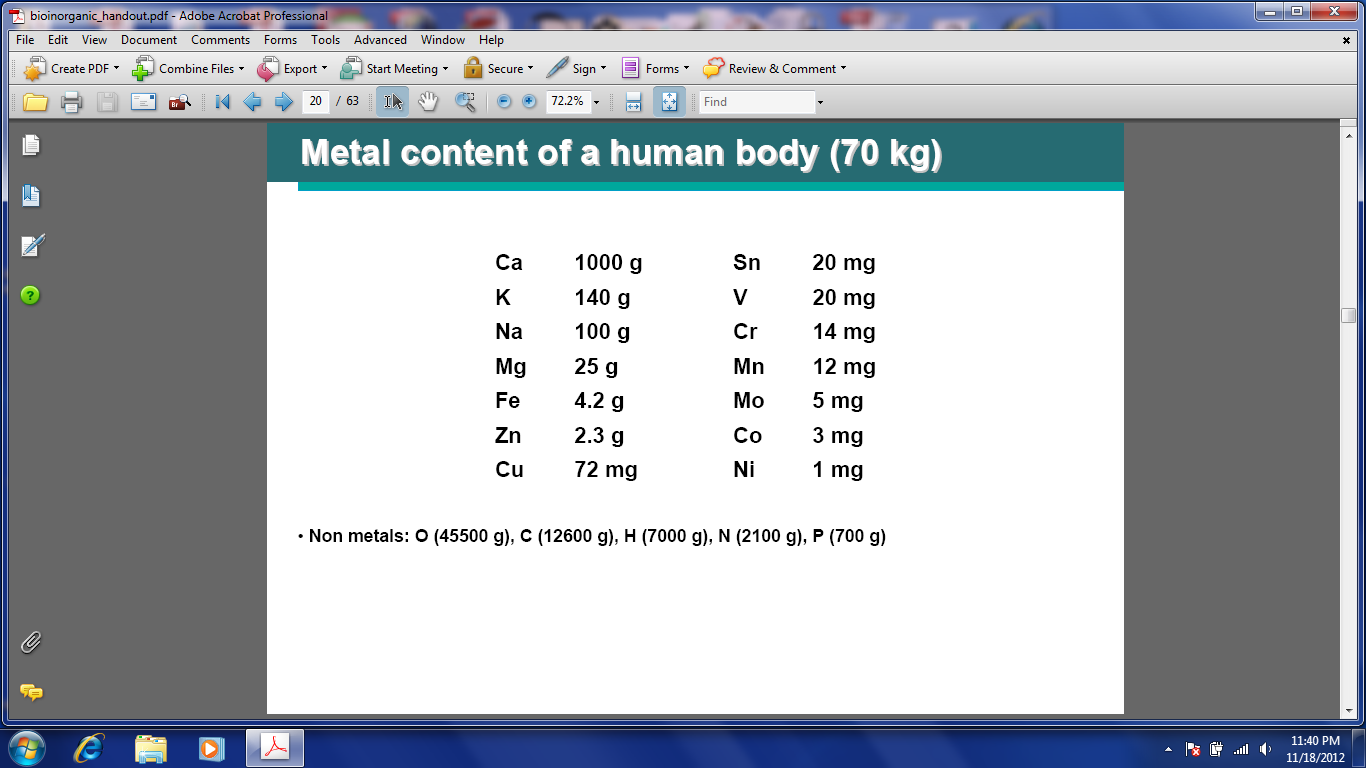 bioinorganic_handout.pdf - Adobe Acrobat Professional
File Edit View Document Comments Forms Tools Advanced Window Help
Create PDF Combine Files Export Start Meeting Secure Sign Forms Review & Comment
20 / 63 72.2% Find
Metal content of a human body (70 kg)
Ca 1000 g Sn 20 mg
K 140 g V 20 mg
Na 100 g Cr 14 mg
Mg 25 g Mn 12 mg
Fe 4.2 g Mo 5 mg
Zn 2.3 g Co 3 mg
Cu 72 mg Ni 1 mg
• Non metals: O (45500 g), C (12600 g), H (7000 g), N (2100 g), P (700 g)
11:40 PM
11/18/2012